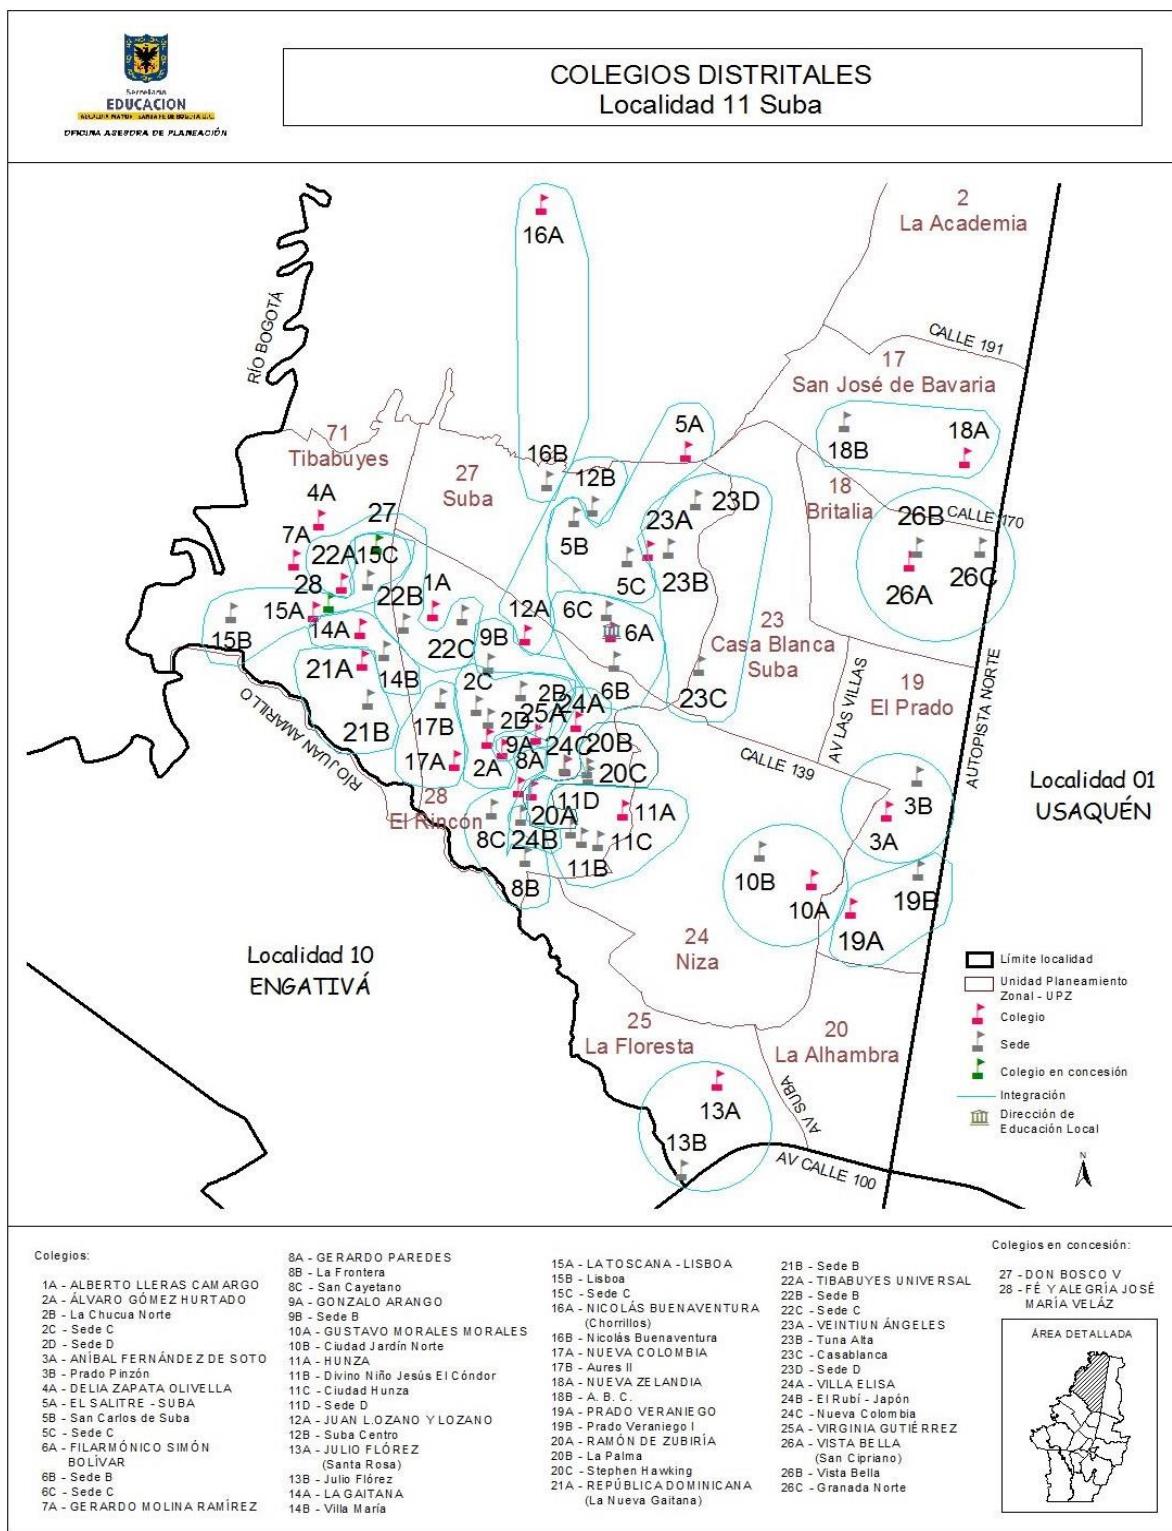 Secretaría
EDUCACION
ALCALDIA MAYOR SANTAFE DE BOGOTA D.C.
OFICINA ASESORA DE PLANEACIÓN
COLEGIOS DISTRITALES
Localidad 11 Suba
2
La Academia
16A
RÍO BOGOTÁ
CALLE 191
17
San José de Bavaria
5A
18B
18A
71
Tibabuyes
27
Suba
16B
12B
18
Britalia
CALLE 170
4A
27
23D
23A
26B
7A
22A
15C
5B
5C
23B
26A
26C
28
22B
1A
12A
6C
15A
15B
14A
22C
9B
6A
23
Casa Blanca
Suba
21A
14B
2C
2B
6B
23C
AV LAS VILLAS
19
El Prado
AUTOPISTA NORTE
RÍO JUAN AMARILLO
21B
17B
2D
25A
24A
17A
2A
9A
8A
24C
20B
20C
CALLE 139
Localidad 01
USAQUÉN
28
El Rincón
8C
20A
11D
11A
3B
3A
24B
11B
11C
8B
10B
10A
19B
19A
Localidad 10
ENGATIVÁ
24
Niza
25
La Floresta
20
La Alhambra
AV SUBA
13A
13B
AV CALLE 100
Límite localidad
Unidad Planeamiento
Zonal - UPZ
Colegio
Sede
Colegio en concesión
Integración
Dirección de
Educación Local
N
Colegios:
1A - ALBERTO LLERAS CAMARGO
2A - ÁLVARO GÓMEZ HURTADO
2B - La Chucua Norte
2C - Sede C
2D - Sede D
3A - ANÍBAL FERNÁNDEZ DE SOTO
3B - Prado Pinzón
4A - DELIA ZAPATA OLIVELLA
5A - EL SALITRE - SUBA
5B - San Carlos de Suba
5C - Sede C
6A - FILARMÓNICO SIMÓN
BOLÍVAR
6B - Sede B
6C - Sede C
7A - GERARDO MOLINA RAMÍREZ
8A - GERARDO PAREDES
8B - La Frontera
8C - San Cayetano
9A - GONZALO ARANGO
9B - Sede B
10A - GUSTAVO MORALES MORALES
10B - Ciudad Jardín Norte
11A - HUNZA
11B - Divino Niño Jesús El Cóndor
11C - Ciudad Hunza
11D - Sede D
12A - JUAN LOZANO Y LOZANO
12B - Suba Centro
13A - JULIO FLÓREZ
(Santa Rosa)
13B - Julio Flórez
14A - LA GAITANA
14B - Villa María
15A - LA TOSCANA - LISBOA
15B - Lisboa
15C - Sede C
16A - NICOLÁS BUENAVENTURA
(Chorrillos)
16B - Nicolás Buenaventura
17A - NUEVA COLOMBIA
17B - Aures II
18A - NUEVA ZELANDIA
18B - A. B. C.
19A - PRADO VERANIEGO
19B - Prado Veraniego I
20A - RAMÓN DE ZUBIRÍA
20B - La Palma
20C - Stephen Hawking
21A - REPÚBLICA DOMINICANA
(La Nueva Gaitana)
21B - Sede B
22A - TIBABUYES UNIVERSAL
22B - Sede B
22C - Sede C
23A - VEINTIUN ÁNGELES
23B - Tuna Alta
23C - Casablanca
23D - Sede D
24A - VILLA ELISA
24B - El Rubí - Japón
24C - Nueva Colombia
25A - VIRGINIA GUTIÉRREZ
26A - VISTA BELLA
(San Cipriano)
26B - Vista Bella
26C - Granada Norte
Colegios en concesión:
27 - DON BOSCO V
28 - FÉ Y ALEGRÍA JOSÉ
MARÍA VELÁZ
ÁREA DETALLADA